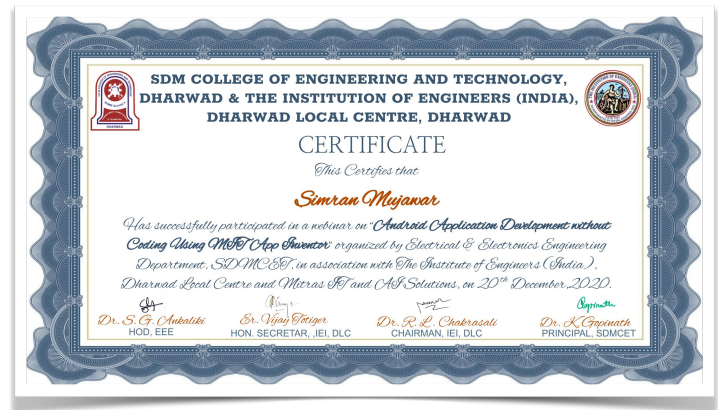 SDM COLLEGE OF ENGINEERING AND TECHNOLOGY,
DHARWAD & THE INSTITUTION OF ENGINEERS (INDIA),
DHARWAD LOCAL CENTRE, DHARWAD
CERTIFICATE
This Certifies that
Simran Mujawar
Has successfully participated in a webinar on "Android Application Development without
Coding Using MIT App Inventor" organized by Electrical & Electronics Engineering
Department, SDMCET, in association with The Institute of Engineers (India),
Dharwad Local Centre and Mitras IT and AI Solutions, on 20th December, 2020.
Dr. S. G. Ankaliki
HOD, EEE
Er. Vijay Totiger
HON. SECRETAR, .IEI, DLC
Dr. R. L. Chakrasali
CHAIRMAN, IEI, DLC
Gopinath
Dr. K Gopinath
PRINCIPAL, SDMCET
DHARWAD